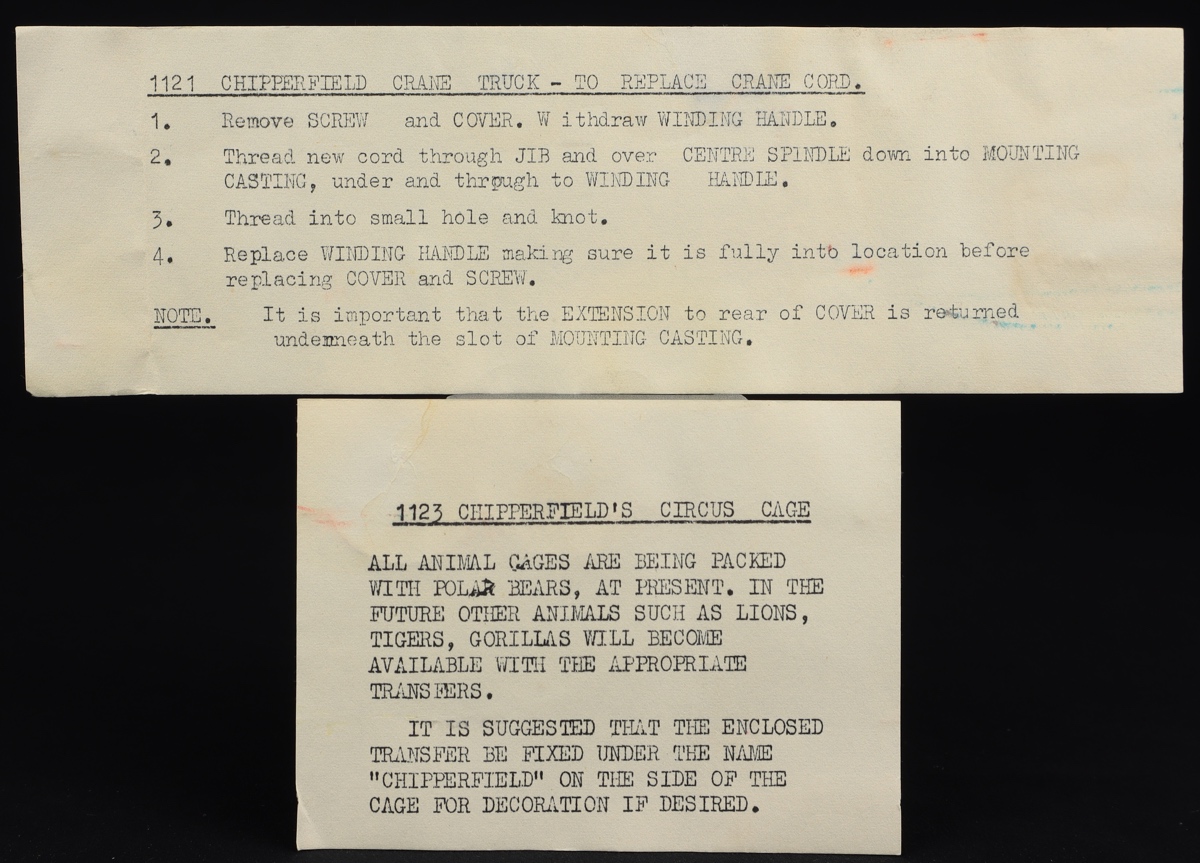 1121 CHIPPERFIELD CRANE TRUCK - TO REPLACE CRANE CORD.
1. Remove SCREW and COVER. W ithdraw WINDING HANDLE.
2. Thread new cord through JIB and over CENTRE SP1NDLE down into MOUNTING
CASTING, under and through to WINDING HANDLE.
3. Thread into small hole and knot.
4. Replace WINDING HANDLE making sure it is fully into location before
replacing COVER and SCREW.
NOTE. It is important that the EXTENSION to rear of COVER is returned
underneath the slot of MOUNTING CASTING.
1123 CHIPPERFIELD'S CIRCUS CAGE
ALL ANIMAL CAGES ARE BEING PACKED
WITH POLAR BEARS, AT PRESENT. IN THE
FUTURE OTHER ANIMALS SUCH AS LIONS,
TIGERS, GORILLAS WILL BECOME
AVAILABLE WITH THE APPROPRIATE
TRANSFERS.
IT IS SUGGESTED THAT THE ENCLOSED
TRANSFER BE FIXED UNDER THE NAME
"CHIPPERFIELD" ON THE SIDE OF THE
CAGE FOR DECORATION IF DESIRED.